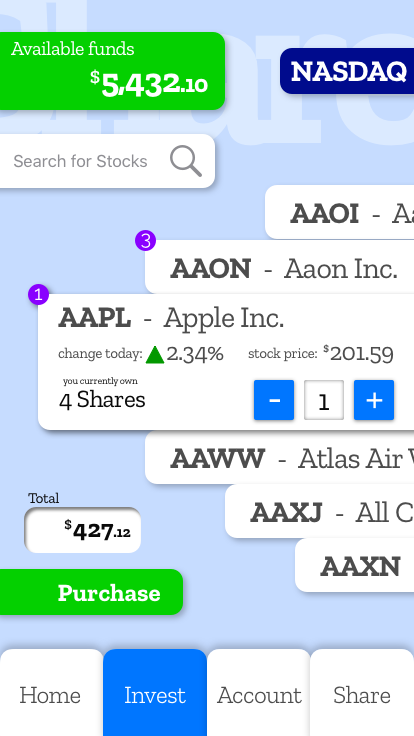 Available funds
$5,432.10
NASDAQ
Search for Stocks
AAOI - Aa
3
AAON - Aaon Inc.
1
AAPL - Apple Inc.
change today: 2.34% stock price: $201.59
you currently own
4 Shares
- 1 +
AAWW - Atlas Air
AAXJ - All C
Total
$427.12
AAXN
Purchase
Home Invest Account Share